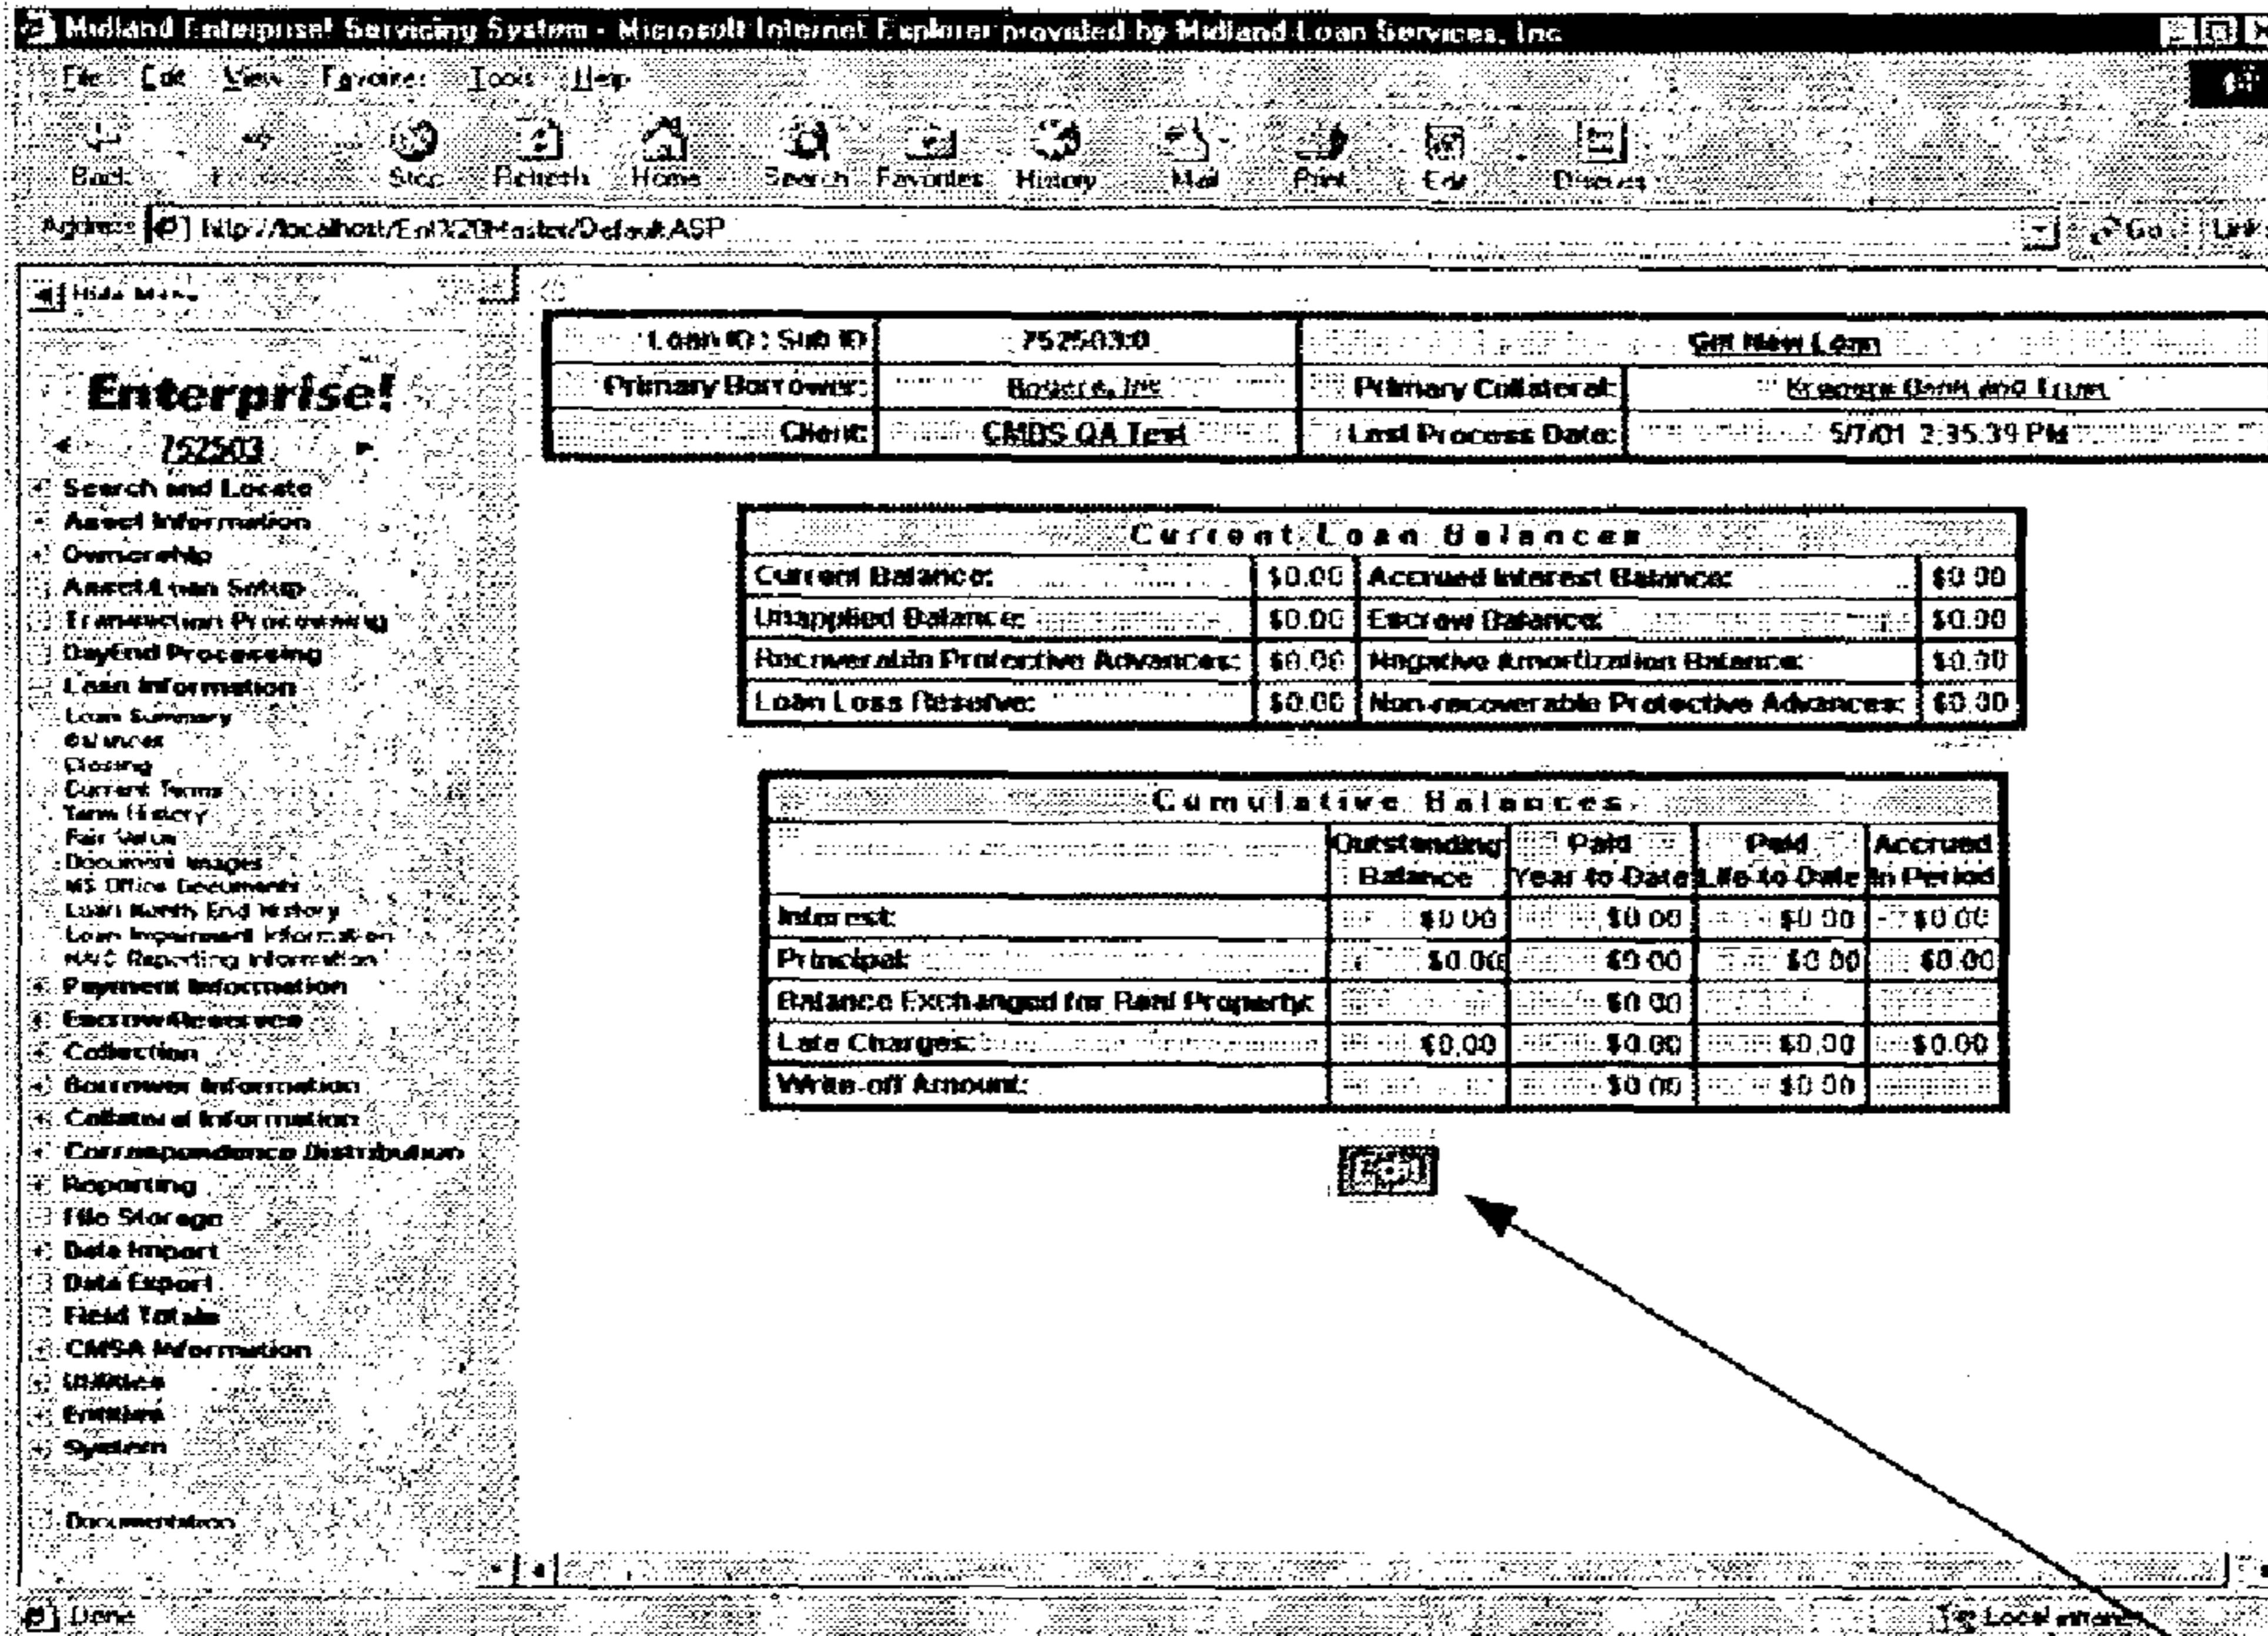 Midland Enterprise! Servicing System - Microsoft Internet Explorer provided by Midland Loan Services, Inc
File Edit View Favorites Tools Help
Back Stop Refresh Home Search Favorites History Mail Print Edit Discuss
Address http://localhost/Ent%20Master/Default.ASP Go Links
Hide Menu
Enterprise!
752503
Search and Locate
Asset Information
Ownership
Asset/Loan Setup
Transaction Processing
DayEnd Processing
Loan Information
Loan Summary
Balances
Closing
Current Terms
Term History
Fair Value
Document Images
MS Office Documents
Loan Month End History
Loan Impairment Information
NAIC Reporting Information
Payment Information
Escrow/Reserves
Collection
Borrower Information
Collateral Information
Correspondence Distribution
Reporting
File Storage
Data Import
Data Export
Field Totals
CMSA Information
Utilities
Entities
System
Documentation
Loan ID : Sub ID 752503:0 New Loan
Primary Borrower: Inc Primary Collateral: Bank and Trust
Client: CMBS QA Test Last Process Date: 5/7/01 2:35:39 PM
Current Loan Balances
Current Balance: $0.00 Accrued Interest Balance: $0.00
Unapplied Balance: $0.00 Escrow Balance: $0.00
Recoverable Protective Advances: $0.00 Negative Amortization Balance: $0.00
Loan Loss Reserve: $0.00 Non-recoverable Protective Advances: $0.00
Cumulative Balances
Outstanding Balance Paid Year to Date Paid Life to Date Accrued In Period
Interest: $0.00 $0.00 $0.00 $0.00
Principal: $0.00 $0.00 $0.00 $0.00
Balance Exchanged for Real Property: $0.00
Late Charges: $0.00 $0.00 $0.00 $0.00
Write-off Amount: $0.00 $0.00
Edit
Done Local intranet